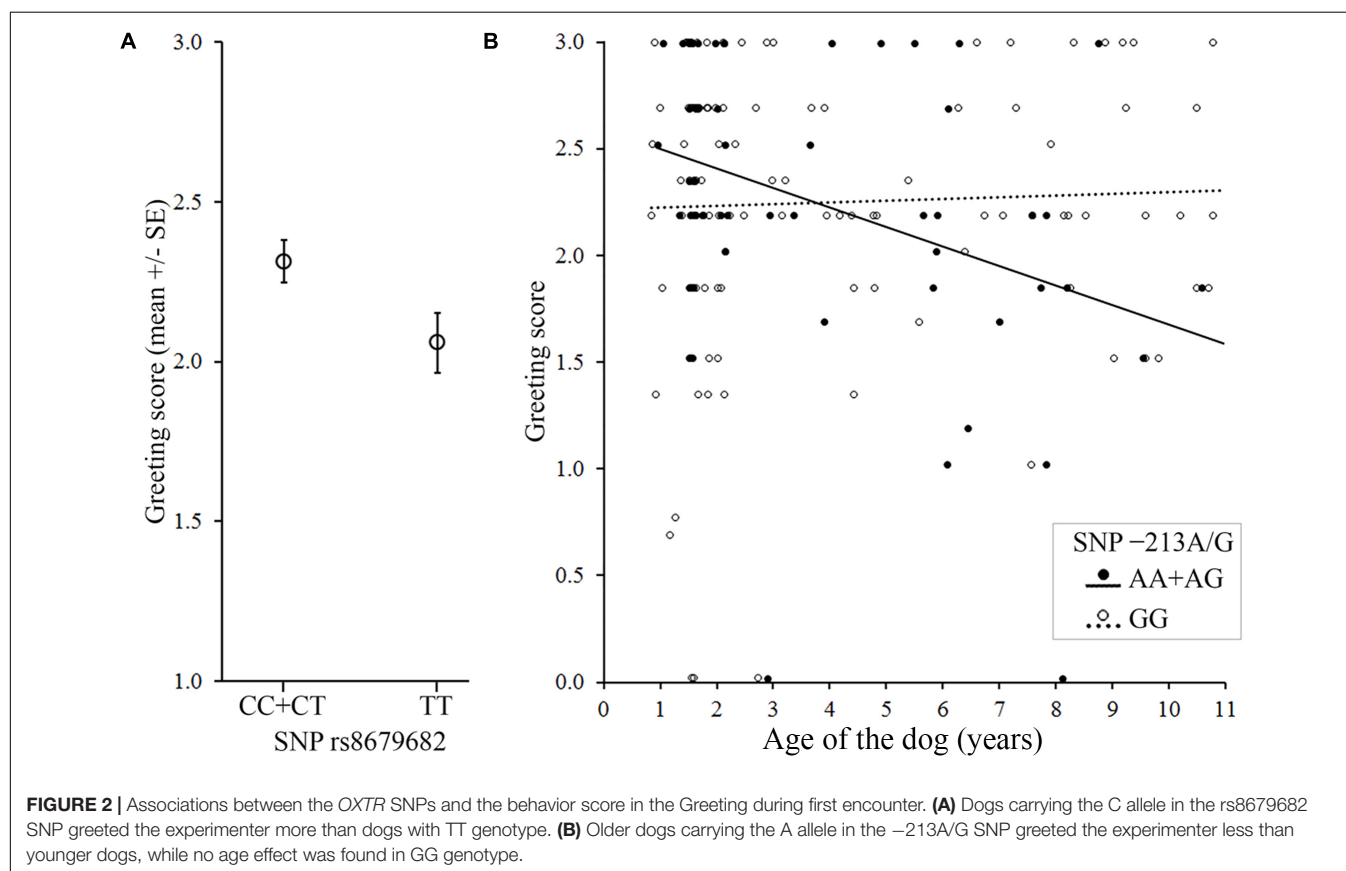 A
3.0
2.5
2.0
1.5
1.0
Greeting score (mean +/- SE)
CC+CT
TT
SNP rs8679682
B
3.0
2.5
2.0
1.5
1.0
0.5
0.0
Greeting score
0 1 2 3 4 5 6 7 8 9 10 11
Age of the dog (years)
SNP −213A/G
AA+AG
GG
FIGURE 2 | Associations between the OXTR SNPs and the behavior score in the Greeting during first encounter. (A) Dogs carrying the C allele in the rs8679682
SNP greeted the experimenter more than dogs with TT genotype. (B) Older dogs carrying the A allele in the −213A/G SNP greeted the experimenter less than
younger dogs, while no age effect was found in GG genotype.